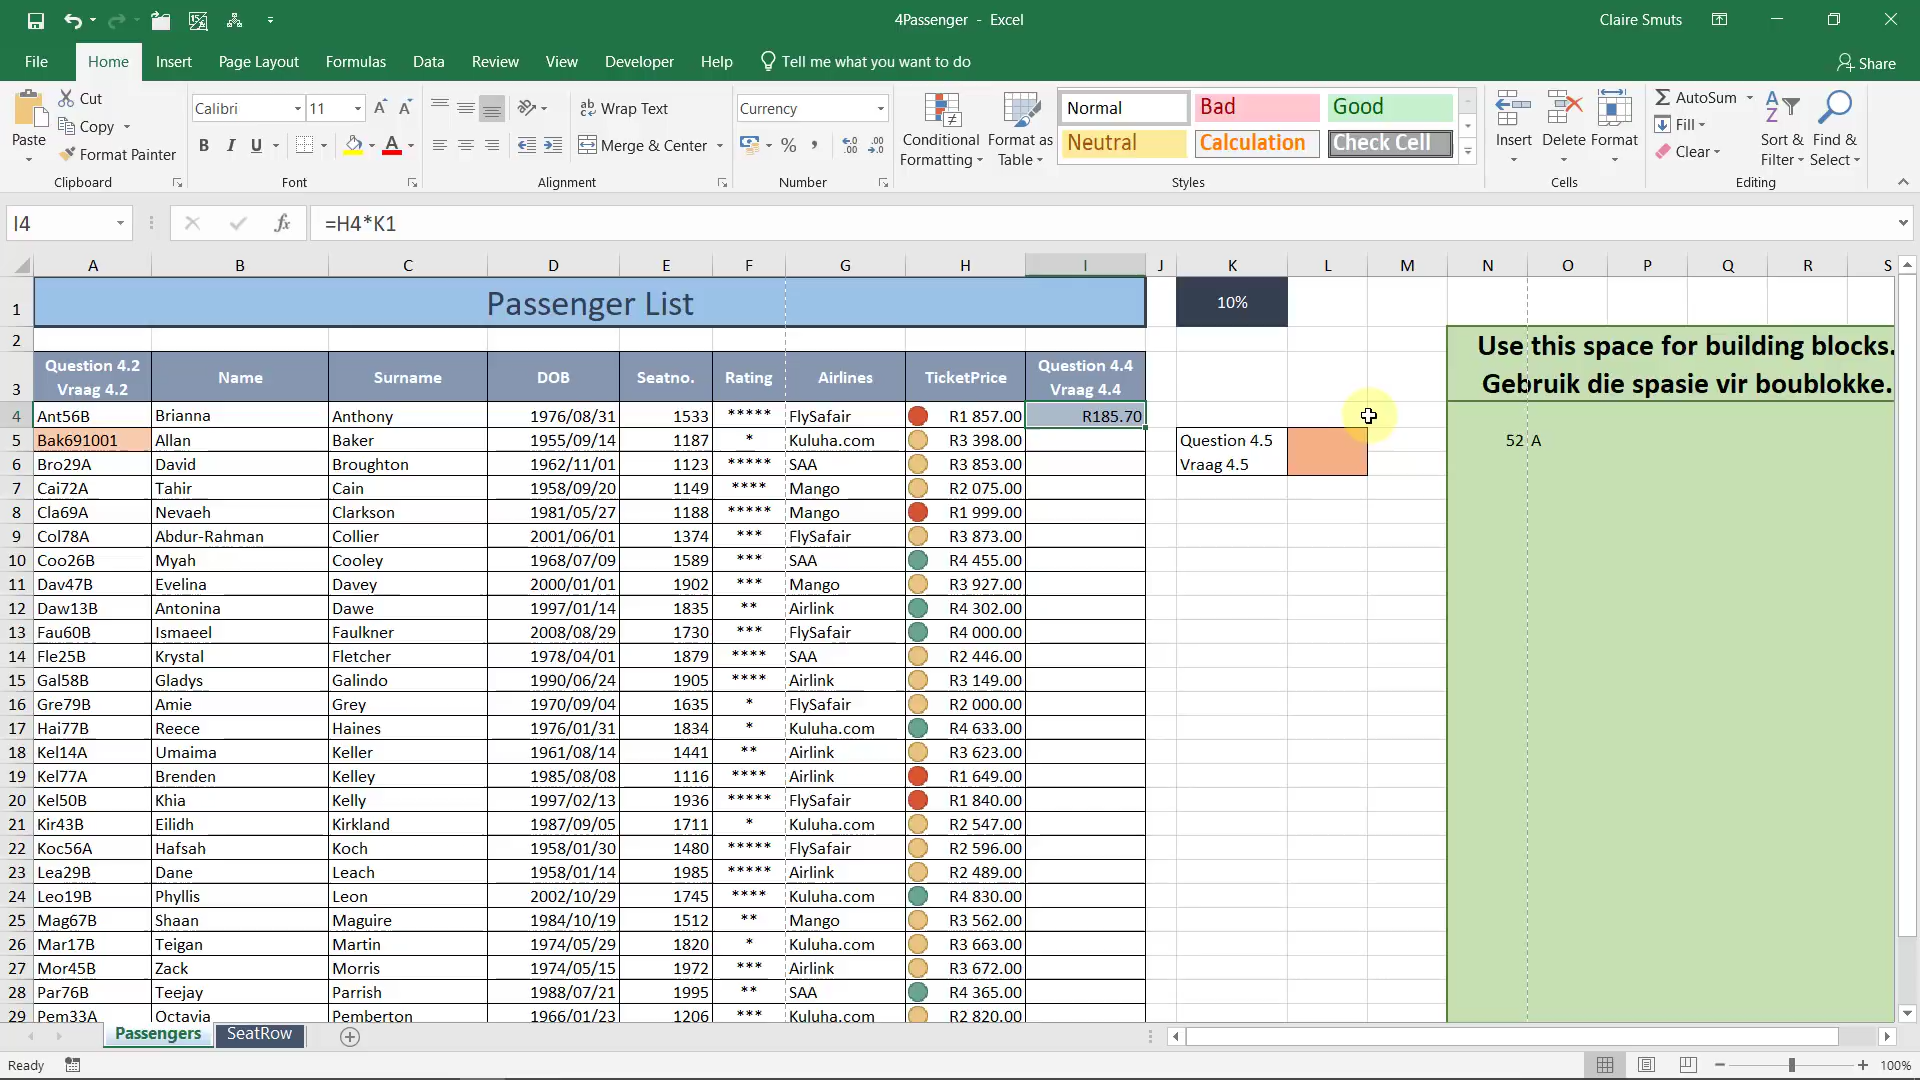 4Passenger - Excel
Claire Smuts
File Home Insert Page Layout Formulas Data Review View Developer Help Tell me what you want to do Share
Paste Cut Copy Format Painter Clipboard
Calibri 11 B I U A Font
Wrap Text Merge & Center Alignment
Currency % Number
Conditional Formatting Format as Table
Normal Bad Good
Neutral Calculation Check Cell
Styles
Insert Delete Format Cells
AutoSum Fill Clear Sort & Filter Find & Select Editing
I4 fx =H4*K1
A B C D E F G H I J K L M N O P Q R S
1 Passenger List 10%
2 Use this space for building blocks.
Gebruik die spasie vir boublokke.
3 Question 4.2 Vraag 4.2 Name Surname DOB Seatno. Rating Airlines TicketPrice Question 4.4 Vraag 4.4
4 Ant56B Brianna Anthony 1976/08/31 1533 ***** FlySafair R1 857.00 R185.70
5 Bak691001 Allan Baker 1955/09/14 1187 * Kuluha.com R3 398.00 Question 4.5 52 A
6 Bro29A David Broughton 1962/11/01 1123 ***** SAA R3 853.00 Vraag 4.5
7 Cai72A Tahir Cain 1958/09/20 1149 **** Mango R2 075.00
8 Cla69A Nevaeh Clarkson 1981/05/27 1188 ***** Mango R1 999.00
9 Col78A Abdur-Rahman Collier 2001/06/01 1374 *** FlySafair R3 873.00
10 Coo26B Myah Cooley 1968/07/09 1589 *** SAA R4 455.00
11 Dav47B Evelina Davey 2000/01/01 1902 *** Mango R3 927.00
12 Daw13B Antonina Dawe 1997/01/14 1835 ** Airlink R4 302.00
13 Fau60B Ismaeel Faulkner 2008/08/29 1730 *** FlySafair R4 000.00
14 Fle25B Krystal Fletcher 1978/04/01 1879 **** SAA R2 446.00
15 Gal58B Gladys Galindo 1990/06/24 1905 **** Airlink R3 149.00
16 Gre79B Amie Grey 1970/09/04 1635 * FlySafair R2 000.00
17 Hai77B Reece Haines 1976/01/31 1834 * Kuluha.com R4 633.00
18 Kel14A Umaima Keller 1961/08/14 1441 ** Airlink R3 623.00
19 Kel77A Brenden Kelley 1985/08/08 1116 **** Airlink R1 649.00
20 Kel50B Khia Kelly 1997/02/13 1936 ***** FlySafair R1 840.00
21 Kir43B Eilidh Kirkland 1987/09/05 1711 * Kuluha.com R2 547.00
22 Koc56A Hafsah Koch 1958/01/30 1480 ***** FlySafair R2 596.00
23 Lea29B Dane Leach 1958/01/14 1985 ***** Airlink R2 489.00
24 Leo19B Phyllis Leon 2002/10/29 1745 **** Kuluha.com R4 830.00
25 Mag67B Shaan Maguire 1984/10/19 1512 ** Mango R3 562.00
26 Mar17B Teigan Martin 1974/05/29 1820 * Kuluha.com R3 663.00
27 Mor45B Zack Morris 1974/05/15 1972 *** Airlink R3 672.00
28 Par76B Teejay Parrish 1988/07/21 1995 ** SAA R4 365.00
29 Pem33A Octavia Pemberton 1966/01/23 1206 *** Kuluha.com R2 820.00
Passengers SeatRow
Ready 100%